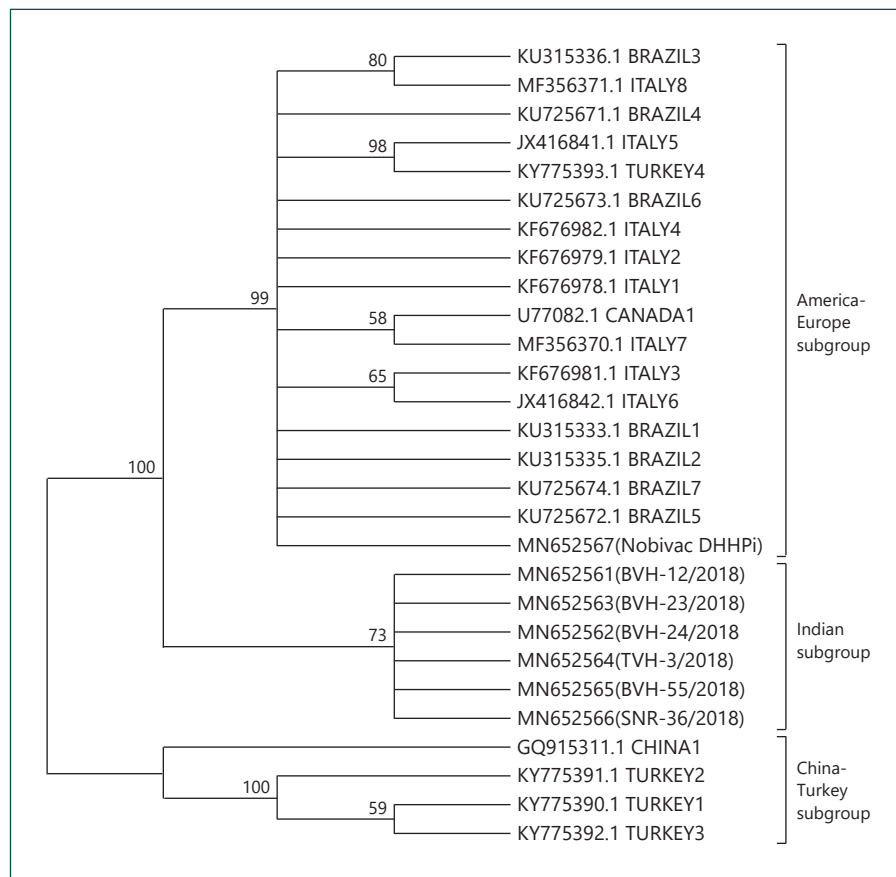 80
KU315336.1 BRAZIL3
MF356371.1 ITALY8
KU725671.1 BRAZIL4
98
JX416841.1 ITALY5
KY775393.1 TURKEY4
KU725673.1 BRAZIL6
KF676982.1 ITALY4
KF676979.1 ITALY2
KF676978.1 ITALY1
99
58
U77082.1 CANADA1
MF356370.1 ITALY7
65
KF676981.1 ITALY3
JX416842.1 ITALY6
KU315333.1 BRAZIL1
KU315335.1 BRAZIL2
KU725674.1 BRAZIL7
KU725672.1 BRAZIL5
MN652567(Nobivac DHHPi)
America-
Europe
subgroup
100
73
MN652561(BVH-12/2018)
MN652563(BVH-23/2018)
MN652562(BVH-24/2018
MN652564(TVH-3/2018)
MN652565(BVH-55/2018)
MN652566(SNR-36/2018)
Indian
subgroup
GQ915311.1 CHINA1
100
KY775391.1 TURKEY2
59
KY775390.1 TURKEY1
KY775392.1 TURKEY3
China-
Turkey
subgroup